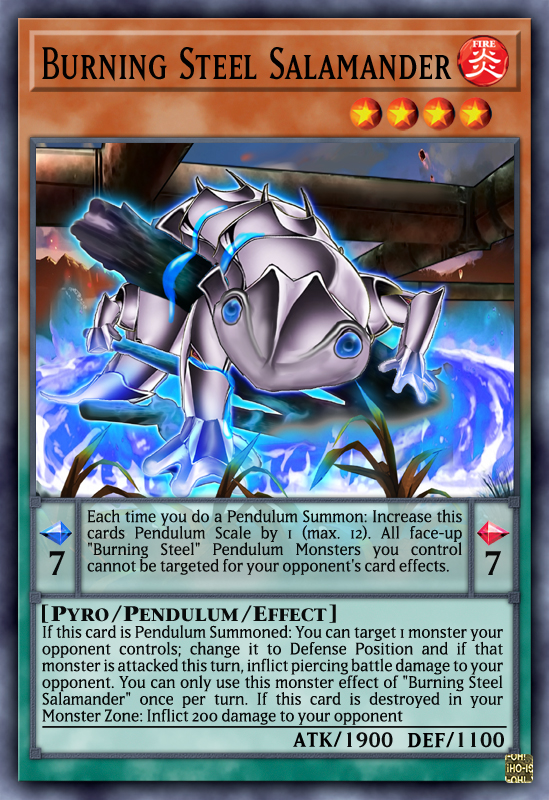 Burning Steel Salamander
FIRE
炎
Each time you do a Pendulum Summon: Increase this
cards Pendulum Scale by 1 (max. 12). All face-up
"Burning Steel" Pendulum Monsters you control
cannot be targeted for your opponent's card effects.
7
7
[Pyro/Pendulum/Effect]
If this card is Pendulum Summoned: You can target 1 monster your
opponent controls; change it to Defense Position and if that
monster is attacked this turn, inflict piercing battle damage to your
opponent. You can only use this monster effect of "Burning Steel
Salamander" once per turn. If this card is destroyed in your
Monster Zone: Inflict 200 damage to your opponent
ATK/1900 DEF/1100